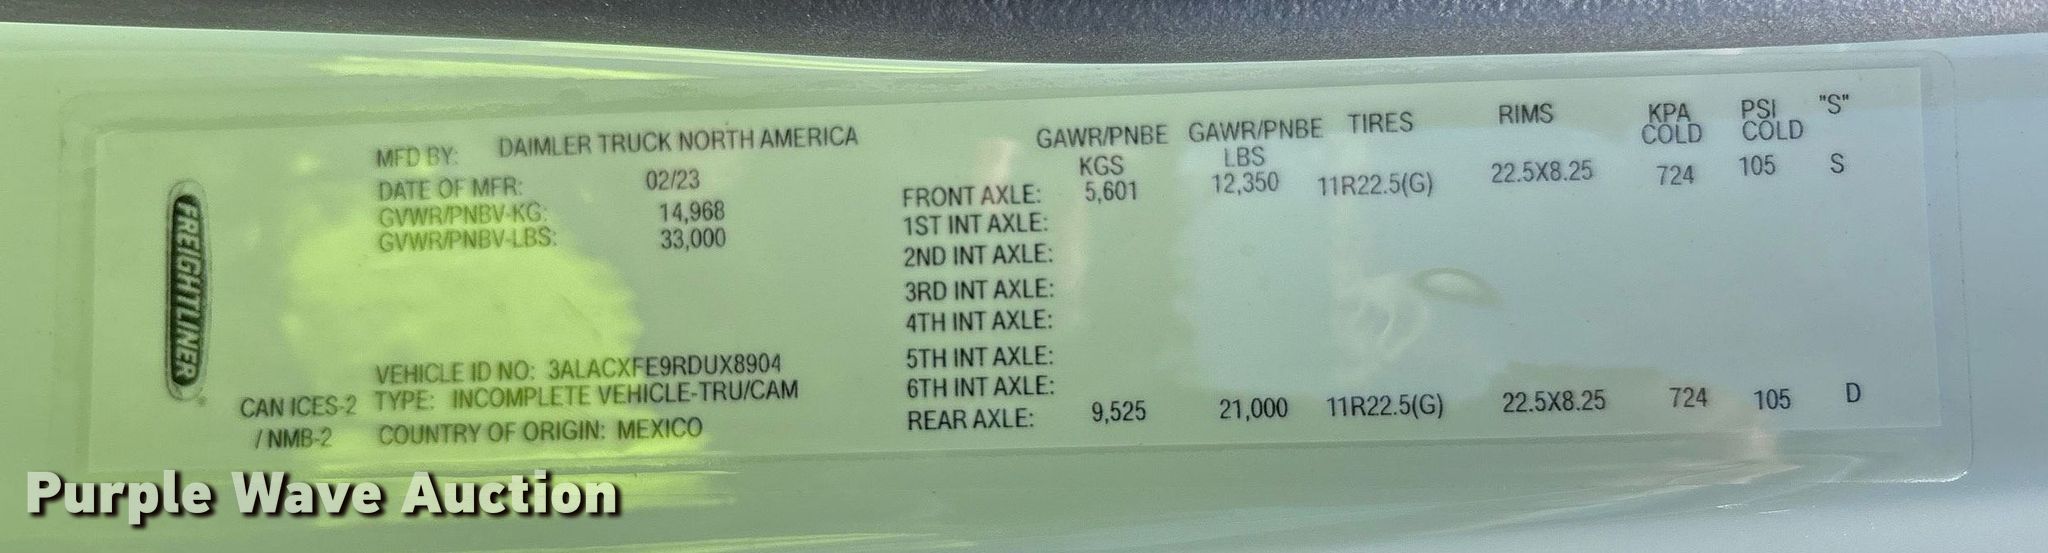 FREIGHTLINER
MFD BY: DAIMLER TRUCK NORTH AMERICA
DATE OF MFR: 02/23
GVWR/PNBV-KG: 14,968
GVWR/PNBV-LBS: 33,000
VEHICLE ID NO: 3ALACXFE9RDUX8904
CAN ICES-2 TYPE: INCOMPLETE VEHICLE-TRU/CAM
/ NMB-2 COUNTRY OF ORIGIN: MEXICO
GAWR/PNBE GAWR/PNBE TIRES RIMS KPA PSI "S"
KGS LBS COLD COLD
FRONT AXLE: 5,601 12,350 11R22.5(G) 22.5X8.25 724 105 S
1ST INT AXLE:
2ND INT AXLE:
3RD INT AXLE:
4TH INT AXLE:
5TH INT AXLE:
6TH INT AXLE:
REAR AXLE: 9,525 21,000 11R22.5(G) 22.5X8.25 724 105 D
Purple Wave Auction